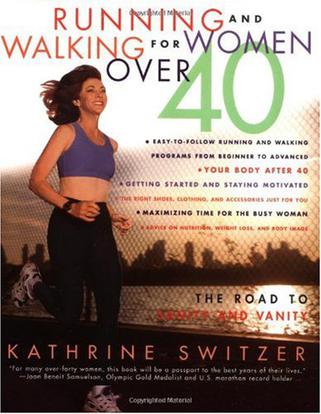 RUNNING AND
WALKING FOR WOMEN
OVER 40
• EASY-TO-FOLLOW RUNNING AND WALKING
PROGRAMS FROM BEGINNER TO ADVANCED
• YOUR BODY AFTER 40
• GETTING STARTED AND STAYING MOTIVATED
• THE RIGHT SHOES, CLOTHING, AND ACCESSORIES JUST FOR YOU
• MAXIMIZING TIME FOR THE BUSY WOMAN
• ADVICE ON NUTRITION, WEIGHT LOSS, AND BODY IMAGE
THE ROAD TO
SANITY AND VANITY
KATHRINE SWITZER
"For many over-forty women, this book will be a passport to the best years of their lives."
—Joan Benoit Samuelson, Olympic Gold Medalist and U.S. marathon record holder
Copyrighted Material